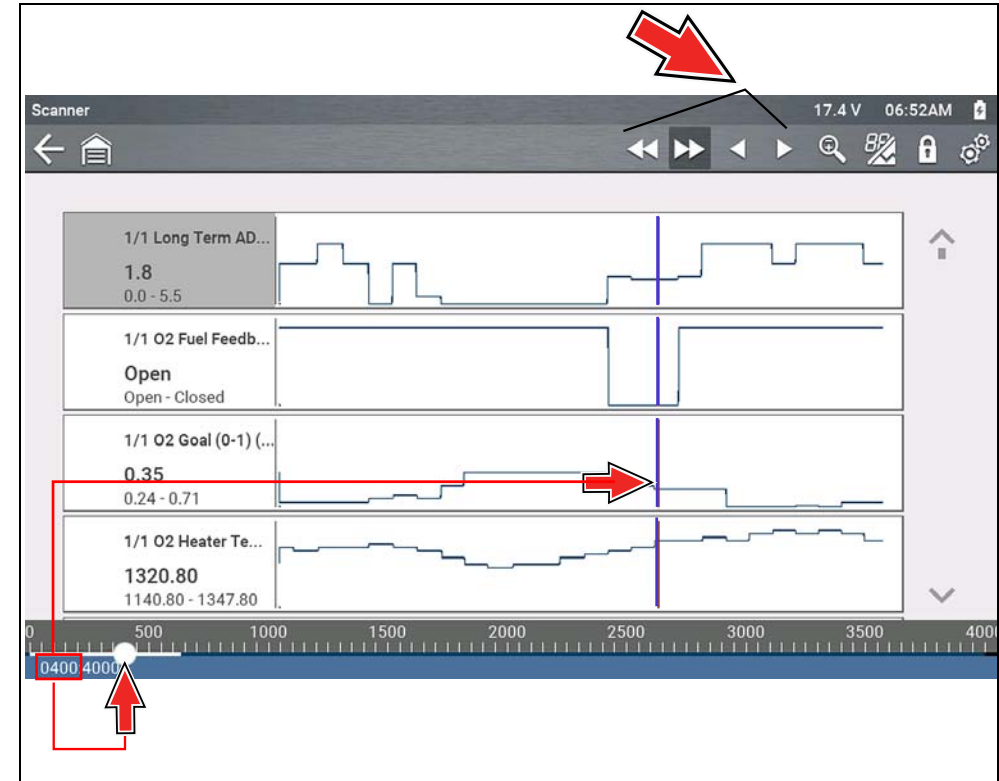 Scanner
17.4 V 06:52AM
1/1 Long Term AD...
1.8
0.0 - 5.5
1/1 O2 Fuel Feedb...
Open
Open - Closed
1/1 O2 Goal (0-1) (...
0.35
0.24 - 0.71
1/1 O2 Heater Te...
1320.80
1140.80 - 1347.80
0 500 1000 1500 2000 2500 3000 3500 400
0400 4000